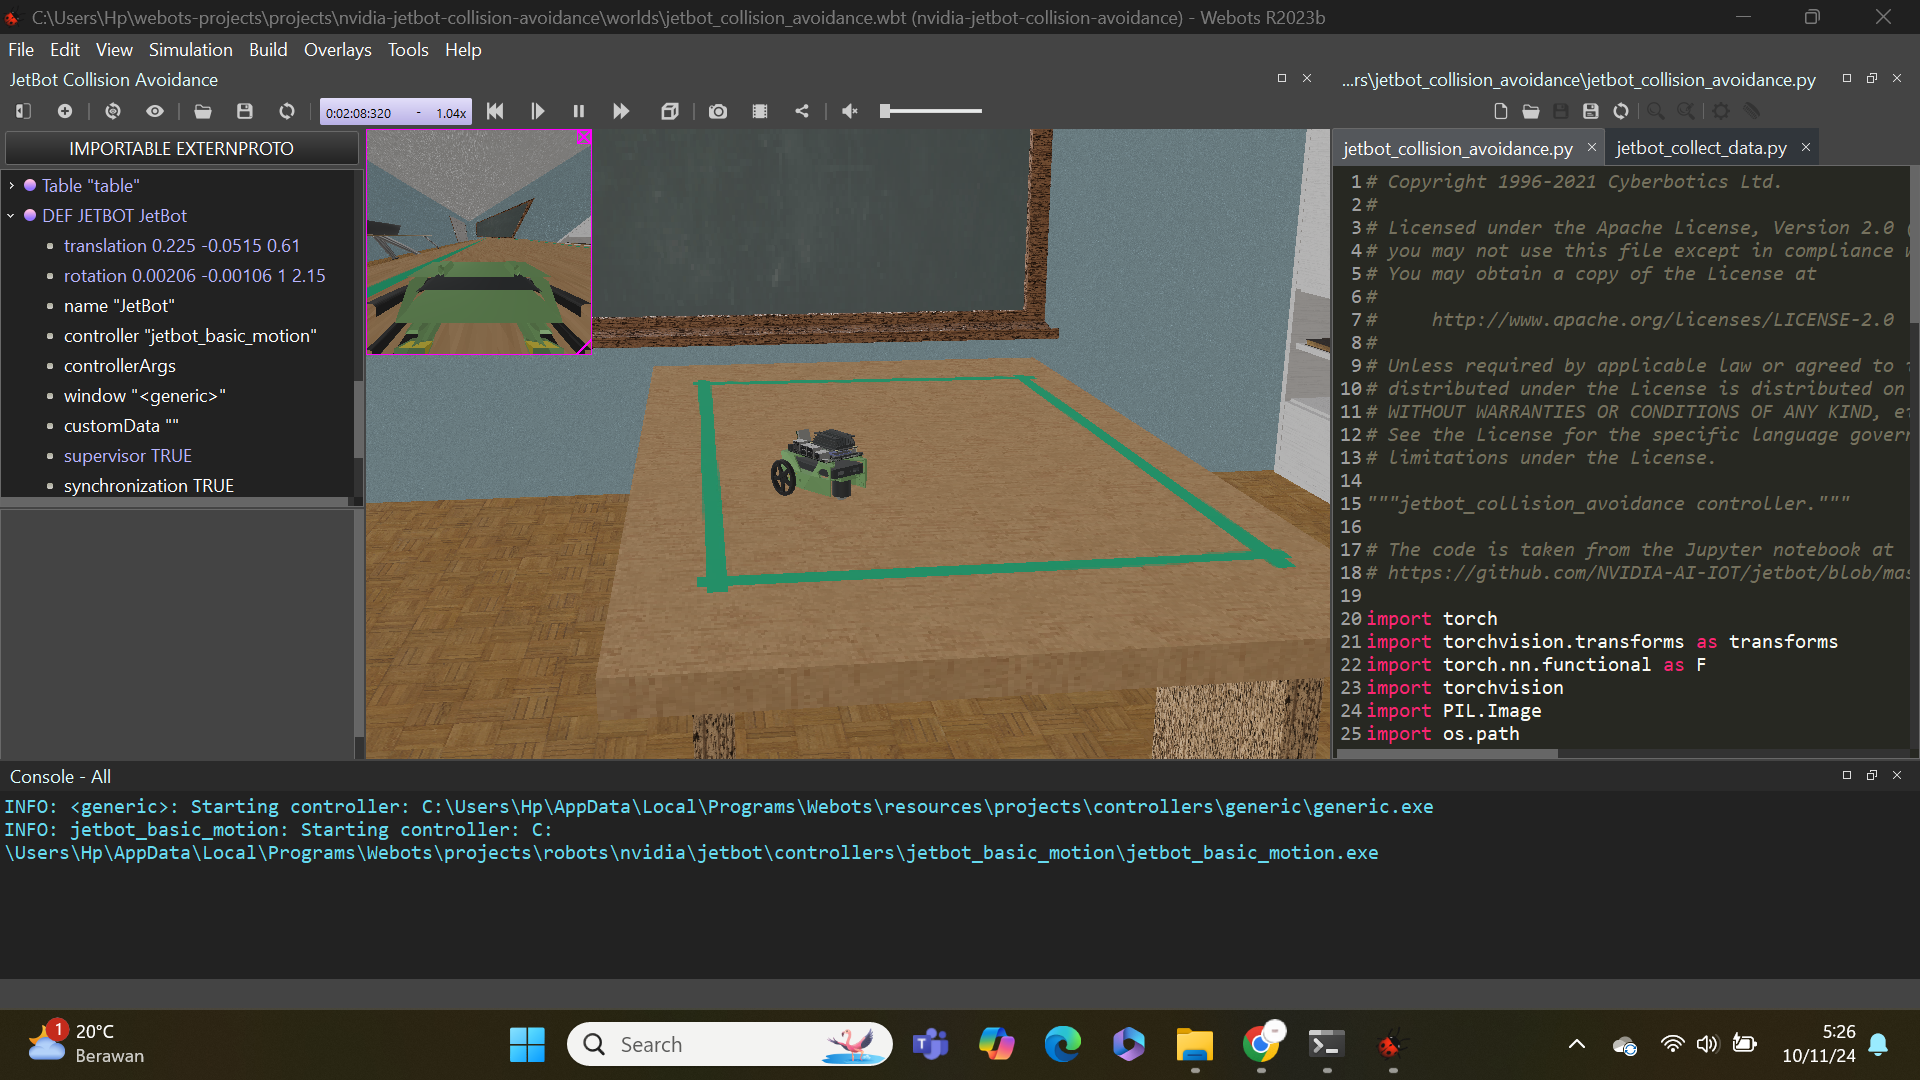 C:\Users\Hp\webots-projects\projects\nvidia-jetbot-collision-avoidance\worlds\jetbot_collision_avoidance.wbt (nvidia-jetbot-collision-avoidance) - Webots R2023b
File Edit View Simulation Build Overlays Tools Help
JetBot Collision Avoidance
0:02:08:320 - 1.04x
IMPORTABLE EXTERNPROTO
Table "table"
DEF JETBOT JetBot
translation 0.225 -0.0515 0.61
rotation 0.00206 -0.00106 1 2.15
name "JetBot"
controller "jetbot_basic_motion"
controllerArgs
window "<generic>"
customData ""
supervisor TRUE
synchronization TRUE
...rs\jetbot_collision_avoidance\jetbot_collision_avoidance.py
jetbot_collision_avoidance.py jetbot_collect_data.py
1 # Copyright 1996-2021 Cyberbotics Ltd.
2 #
3 # Licensed under the Apache License, Version 2.0
4 # you may not use this file except in compliance
5 # You may obtain a copy of the License at
6 #
7 #     http://www.apache.org/licenses/LICENSE-2.0
8 #
9 # Unless required by applicable law or agreed to
10 # distributed under the License is distributed on
11 # WITHOUT WARRANTIES OR CONDITIONS OF ANY KIND, e
12 # See the License for the specific language gover
13 # limitations under the License.
14
15 """jetbot_collision_avoidance controller."""
16
17 # The code is taken from the Jupyter notebook at
18 # https://github.com/NVIDIA-AI-IOT/jetbot/blob/mas
19
20 import torch
21 import torchvision.transforms as transforms
22 import torch.nn.functional as F
23 import torchvision
24 import PIL.Image
25 import os.path
Console - All
INFO: <generic>: Starting controller: C:\Users\Hp\AppData\Local\Programs\Webots\resources\projects\controllers\generic\generic.exe
INFO: jetbot_basic_motion: Starting controller: C:
\Users\Hp\AppData\Local\Programs\Webots\projects\robots\nvidia\jetbot\controllers\jetbot_basic_motion\jetbot_basic_motion.exe
1
20°C
Berawan
Search
5:26
10/11/24